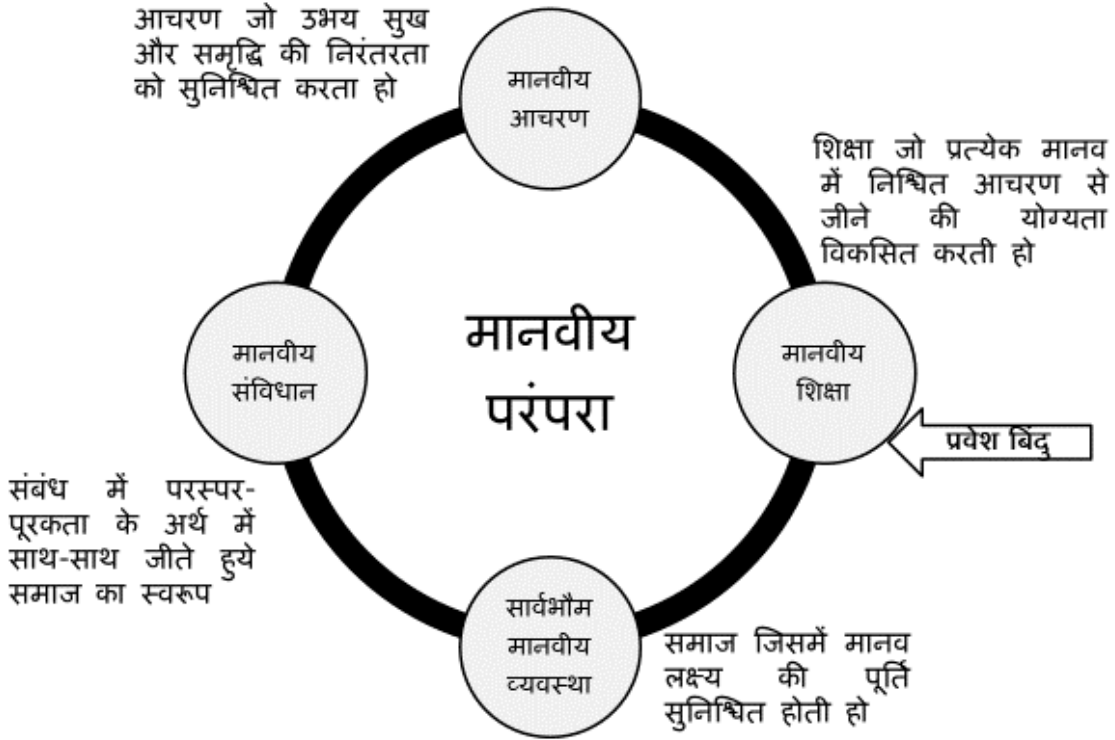 आचरण जो उभय सुख
और समृद्धि की निरंतरता
को सुनिश्चित करता हो
मानवीय
आचरण
शिक्षा जो प्रत्येक मानव
में निश्चित आचरण से
जीने की योग्यता
विकसित करती हो
मानवीय
परंपरा
मानवीय
संविधान
मानवीय
शिक्षा
प्रवेश बिंदु
संबंध में परस्पर-
पूरकता के अर्थ में
साथ-साथ जीते हुये
समाज का स्वरूप
सार्वभौम
मानवीय
व्यवस्था
समाज जिसमें मानव
लक्ष्य की पूर्ति
सुनिश्चित होती हो